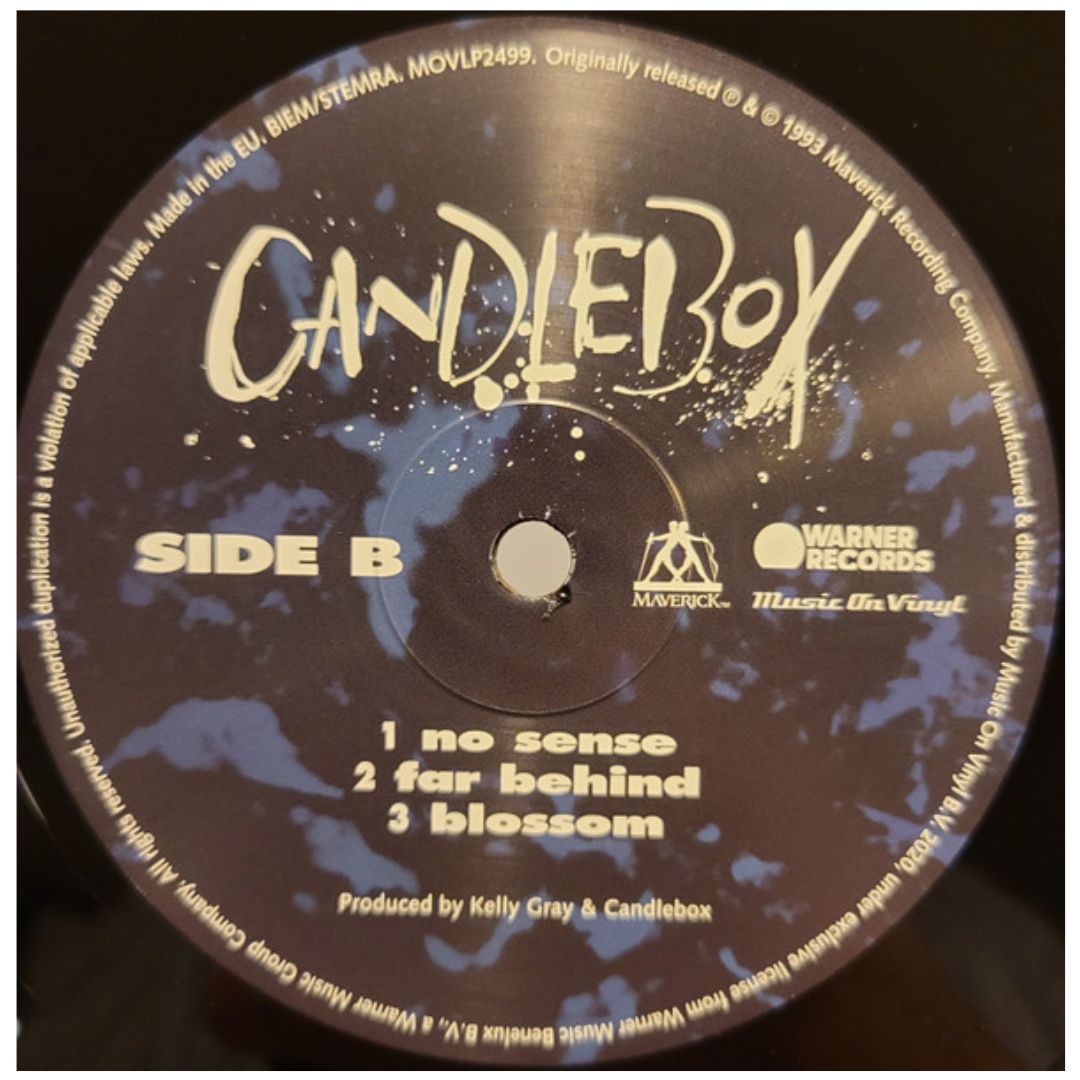 CANDLEBOX
SIDE B
MAVERICK™
WARNER
RECORDS
Music On Vinyl
1 no sense
2 far behind
3 blossom
Produced by Kelly Gray & Candlebox
All rights reserved. Unauthorized duplication is a violation of applicable laws. Made in the EU. BIEM/STEMRA. MOVLP2499. Originally released ℗ & © 1993 Maverick Recording Company. Manufactured & distributed by Music On Vinyl B.V. 2020, under exclusive license from Warner Music Benelux B.V., a Warner Music Group Company.